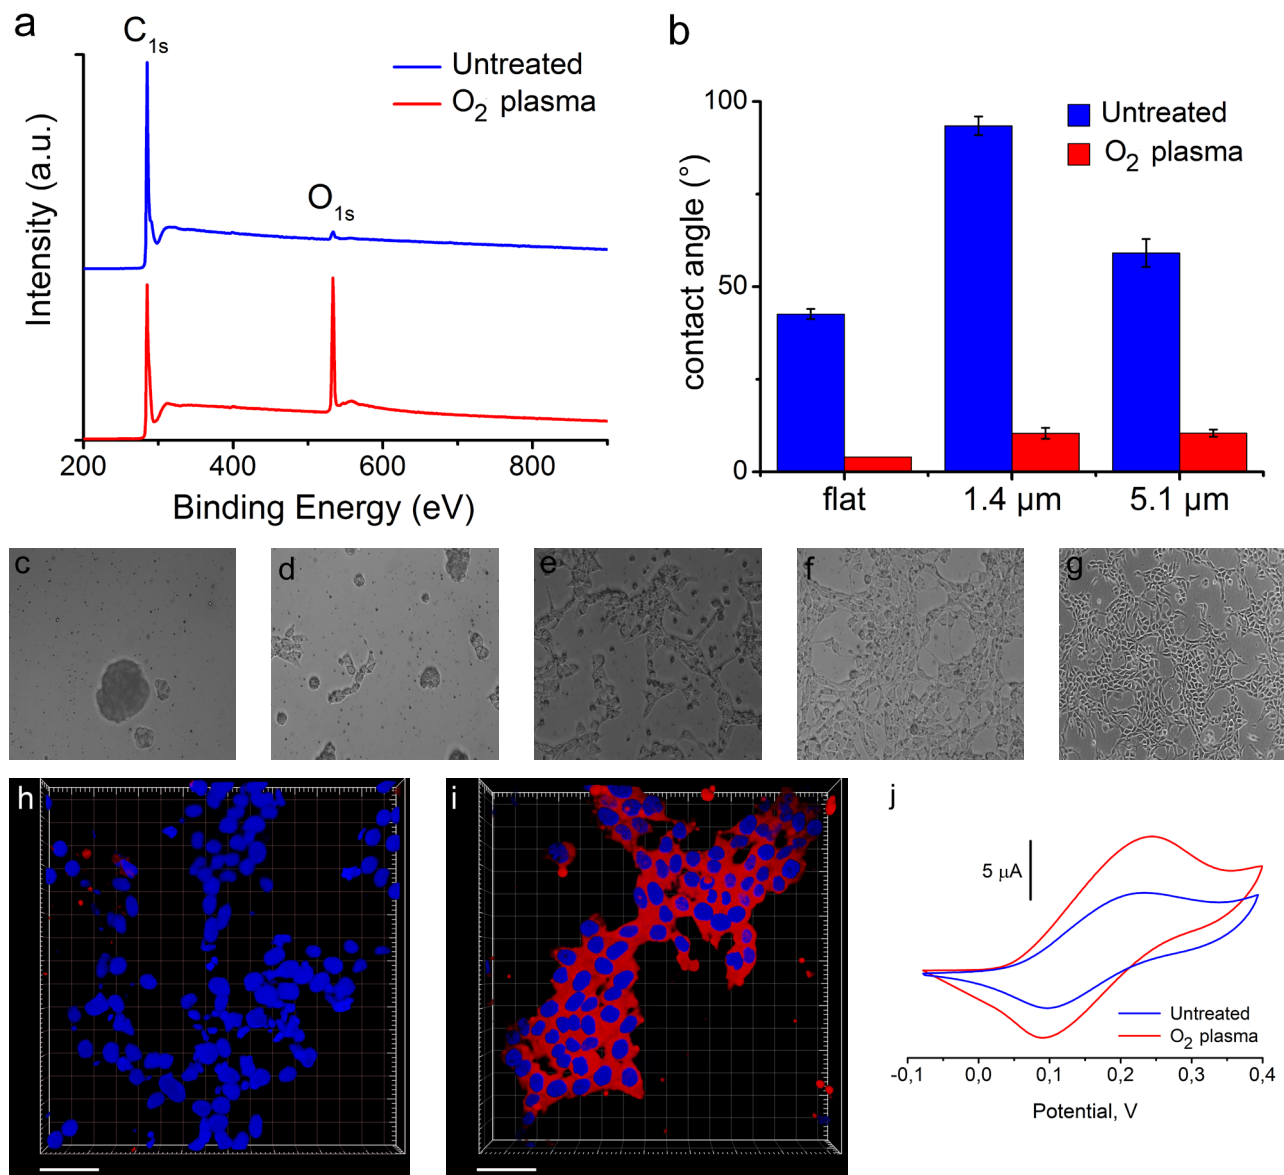 a
C1s
Untreated
O2 plasma
O1s
Intensity (a.u.)
200
400
600
800
Binding Energy (eV)
b
100
50
0
contact angle (°)
Untreated
O2 plasma
flat
1.4 µm
5.1 µm
c
d
e
f
g
h
i
j
5 µA
Untreated
O2 plasma
-0,1
0,0
0,1
0,2
0,3
0,4
Potential, V